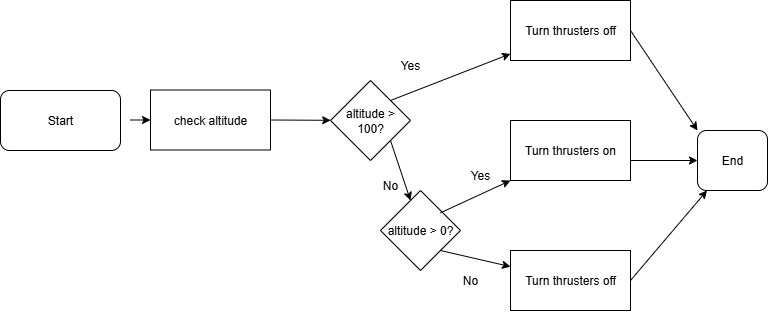 Turn thrusters off
Yes
Start
check altitude
altitude >
100?
Turn thrusters on
End
No
Yes
altitude > 0?
No
Turn thrusters off